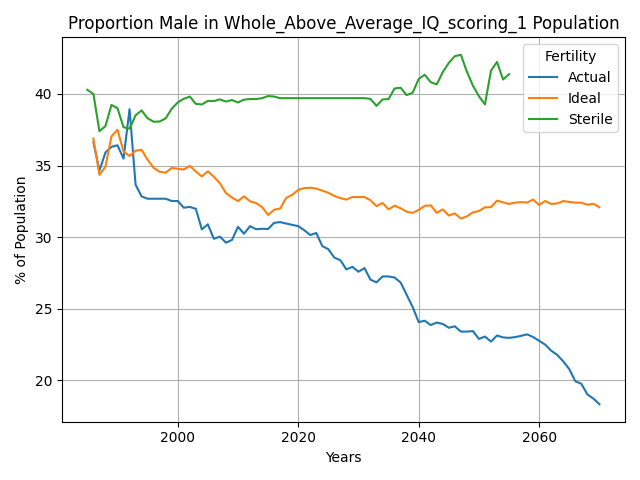 Proportion Male in Whole_Above_Average_IQ_scoring_1 Population
Fertility
Actual
Ideal
Sterile
% of Population
40
35
30
25
20
2000
2020
2040
2060
Years